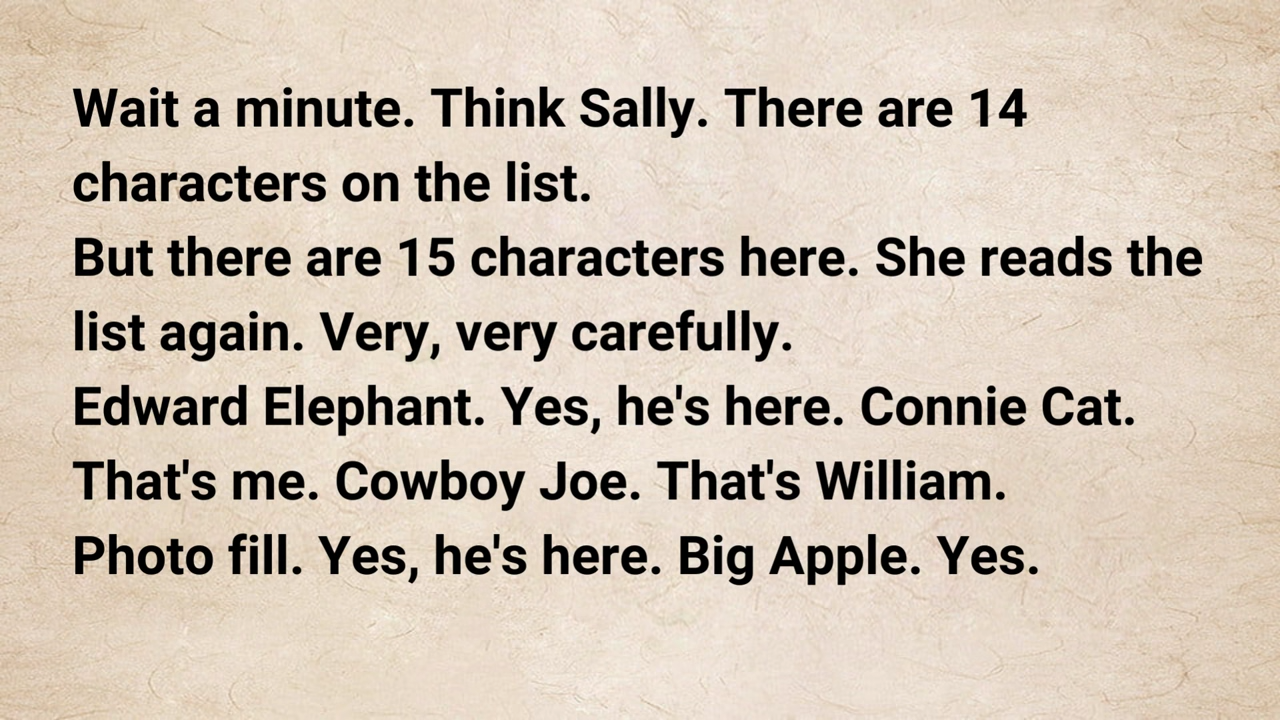 Wait a minute. Think Sally. There are 14
characters on the list.
But there are 15 characters here. She reads the
list again. Very, very carefully.
Edward Elephant. Yes, he's here. Connie Cat.
That's me. Cowboy Joe. That's William.
Photo fill. Yes, he's here. Big Apple. Yes.